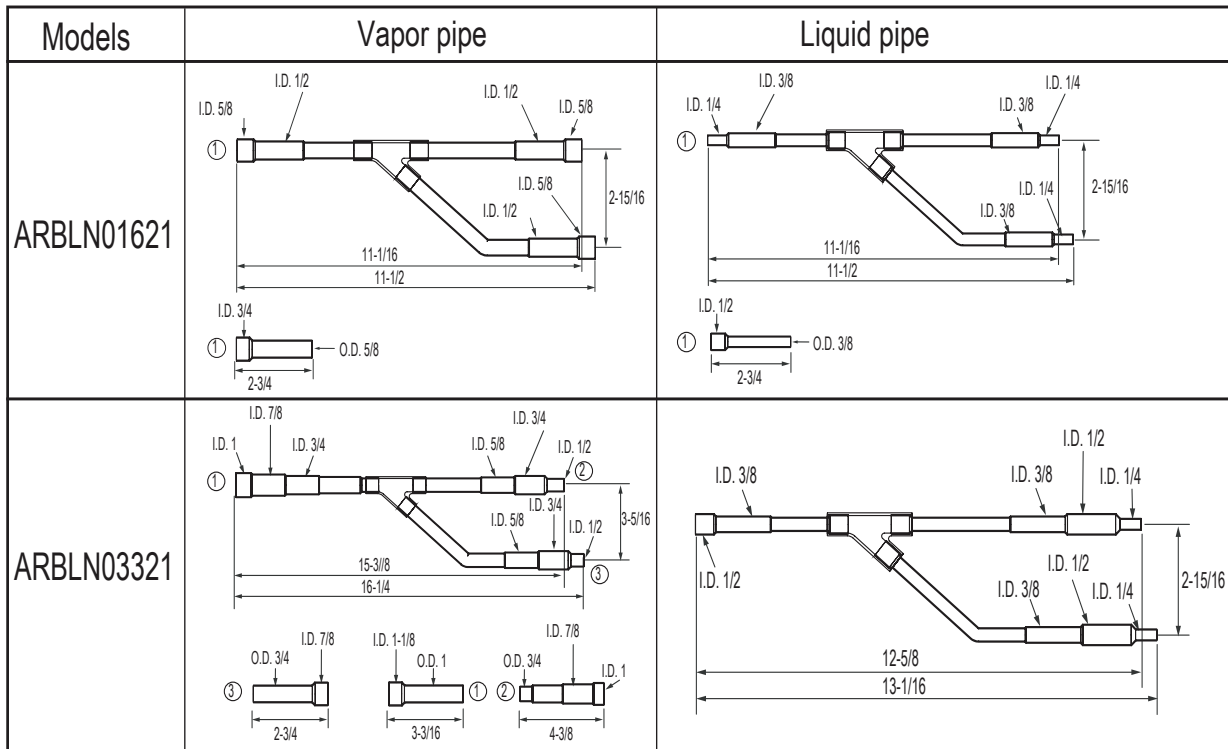 Models Vapor pipe Liquid pipe
ARBLN01621
I.D. 5/8 I.D. 1/2 I.D. 1/2 I.D. 5/8
①
I.D. 5/8
I.D. 1/2
2-15/16
11-1/16
11-1/2
I.D. 3/4
① O.D. 5/8
2-3/4
I.D. 1/4 I.D. 3/8 I.D. 3/8 I.D. 1/4
①
I.D. 1/4
I.D. 3/8
2-15/16
11-1/16
11-1/2
I.D. 1/2
① O.D. 3/8
2-3/4
ARBLN03321
I.D. 7/8
I.D. 1 I.D. 3/4 I.D. 5/8 I.D. 3/4 I.D. 1/2
① ②
I.D. 3/4
I.D. 5/8 I.D. 1/2
3-5/16
③
15-3//8
16-1/4
I.D. 7/8
O.D. 3/4
③
2-3/4
I.D. 1-1/8
O.D. 1
①
3-3/16
I.D. 7/8
O.D. 3/4 I.D. 1
②
4-3/8
I.D. 3/8 I.D. 3/8 I.D. 1/2 I.D. 1/4
I.D. 1/2
I.D. 3/8 I.D. 1/2 I.D. 1/4
2-15/16
12-5/8
13-1/16